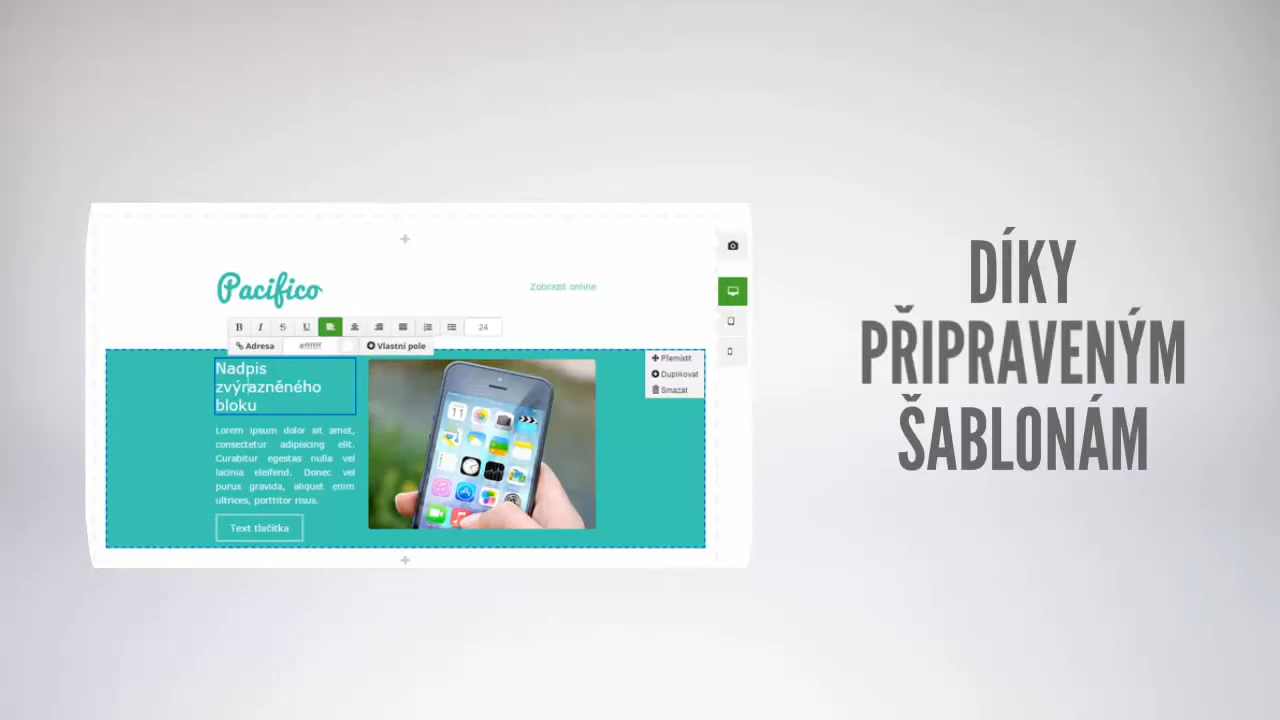 Pacifico
Zobrazit online
B I S U 24
Adresa #ffffff Vlastní pole
Nadpis
zvýrazněného
bloku
Lorem ipsum dolor sit amet,
consectetur adipiscing elit.
Curabitur egestas nulla vel
lacinia eleifend. Donec vel
purus gravida, aliquet enim
ultrices, porttitor risus.
Text tlačítka
Přemístit
Duplikovat
Smazat
11
DÍKY
PŘIPRAVENÝM
ŠABLONÁM